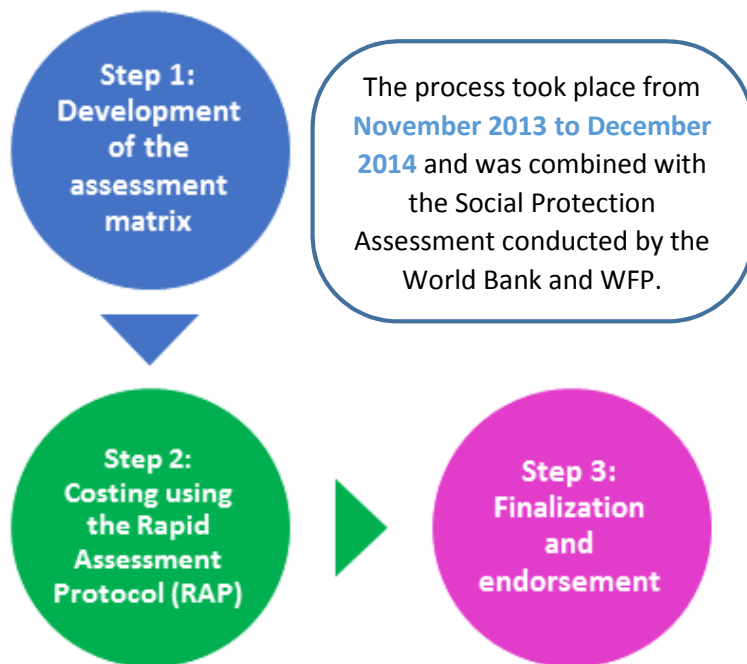 Step 1:
Development
of the
assessment
matrix
The process took place from
November 2013 to December
2014 and was combined with
the Social Protection
Assessment conducted by the
World Bank and WFP.
Step 2:
Costing using
the Rapid
Assessment
Protocol (RAP)
Step 3:
Finalization
and
endorsement